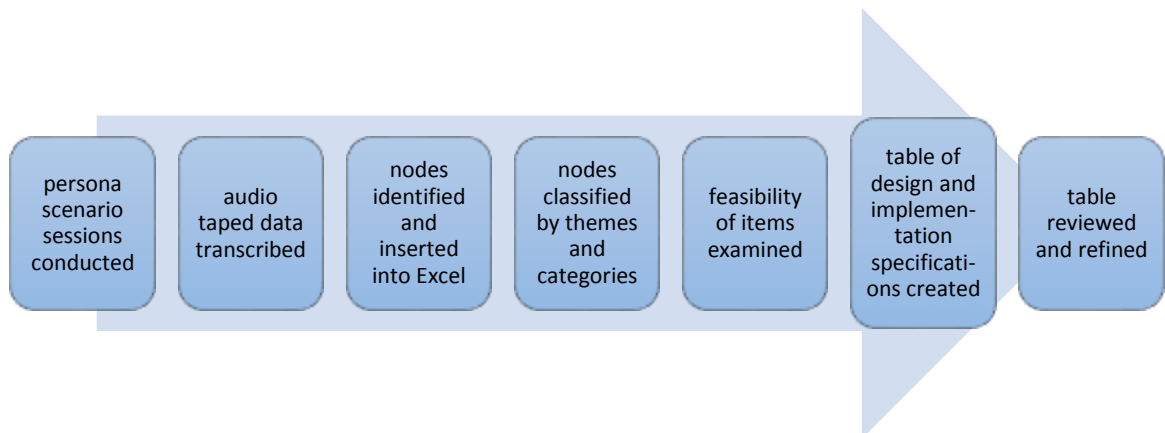 persona
scenario
sessions
conducted
audio
taped data
transcribed
nodes
identified
and
inserted
into Excel
nodes
classified
by themes
and
categories
feasibility
of items
examined
table of
design and
implemen-
tation
specificati-
ons created
table
reviewed
and refined